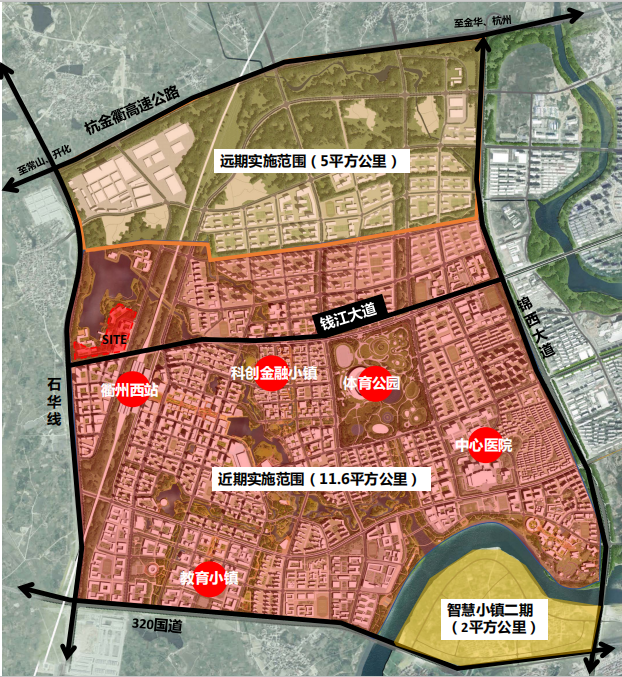 至金华、杭州
杭金衢高速公路
至常山、开化
远期实施范围（5平方公里）
锦西大道
钱江大道
SITE
石华线
衢州西站
科创金融小镇
体育公园
中心医院
近期实施范围（11.6平方公里）
教育小镇
智慧小镇二期
（2平方公里）
320国道